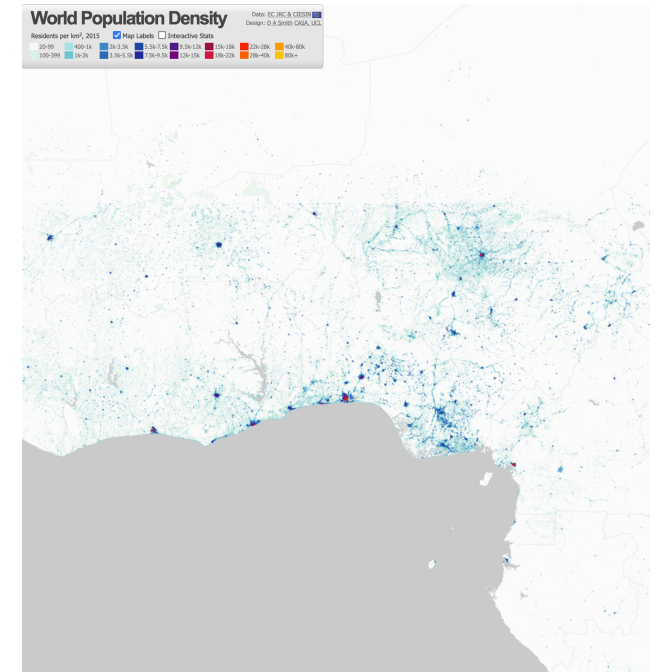 World Population Density
Data: EC JRC & CIESIN
Design: D A Smith CASA, UCL
Residents per km², 2015 Map Labels Interactive Stats
20-99 400-1k 2k-3.5k 5.5k-7.5k 9.5k-12k 15k-18k 22k-28k 40k-80k
100-399 1k-2k 3.5k-5.5k 7.5k-9.5k 12k-15k 18k-22k 28k-40k 80k+